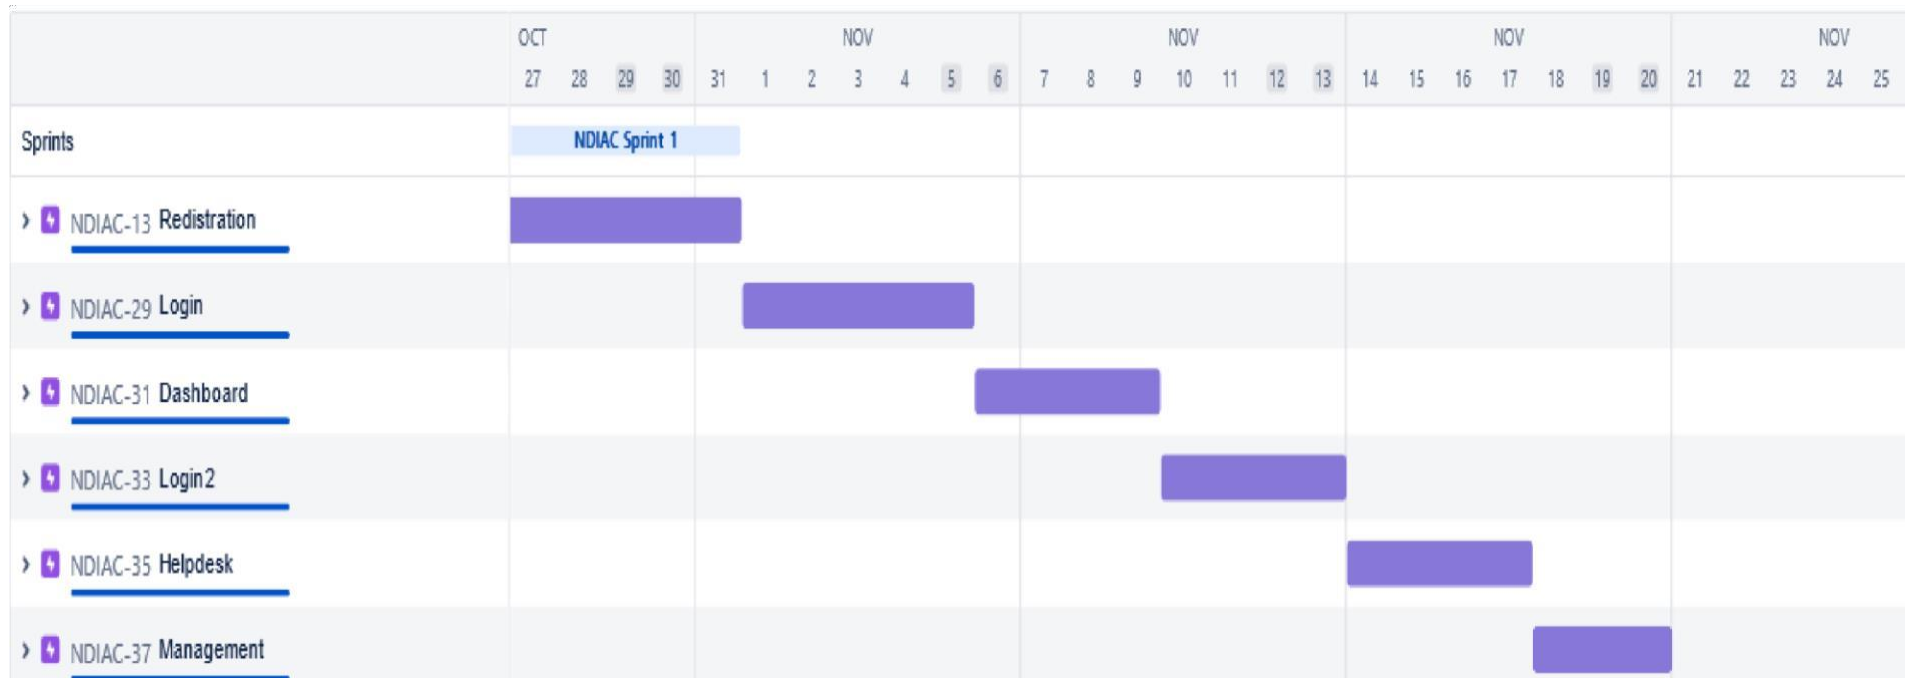 OCT NOV NOV NOV NOV
27 28 29 30 31 1 2 3 4 5 6 7 8 9 10 11 12 13 14 15 16 17 18 19 20 21 22 23 24 25
Sprints NDIAC Sprint 1
NDIAC-13 Redistration
NDIAC-29 Login
NDIAC-31 Dashboard
NDIAC-33 Login2
NDIAC-35 Helpdesk
NDIAC-37 Management